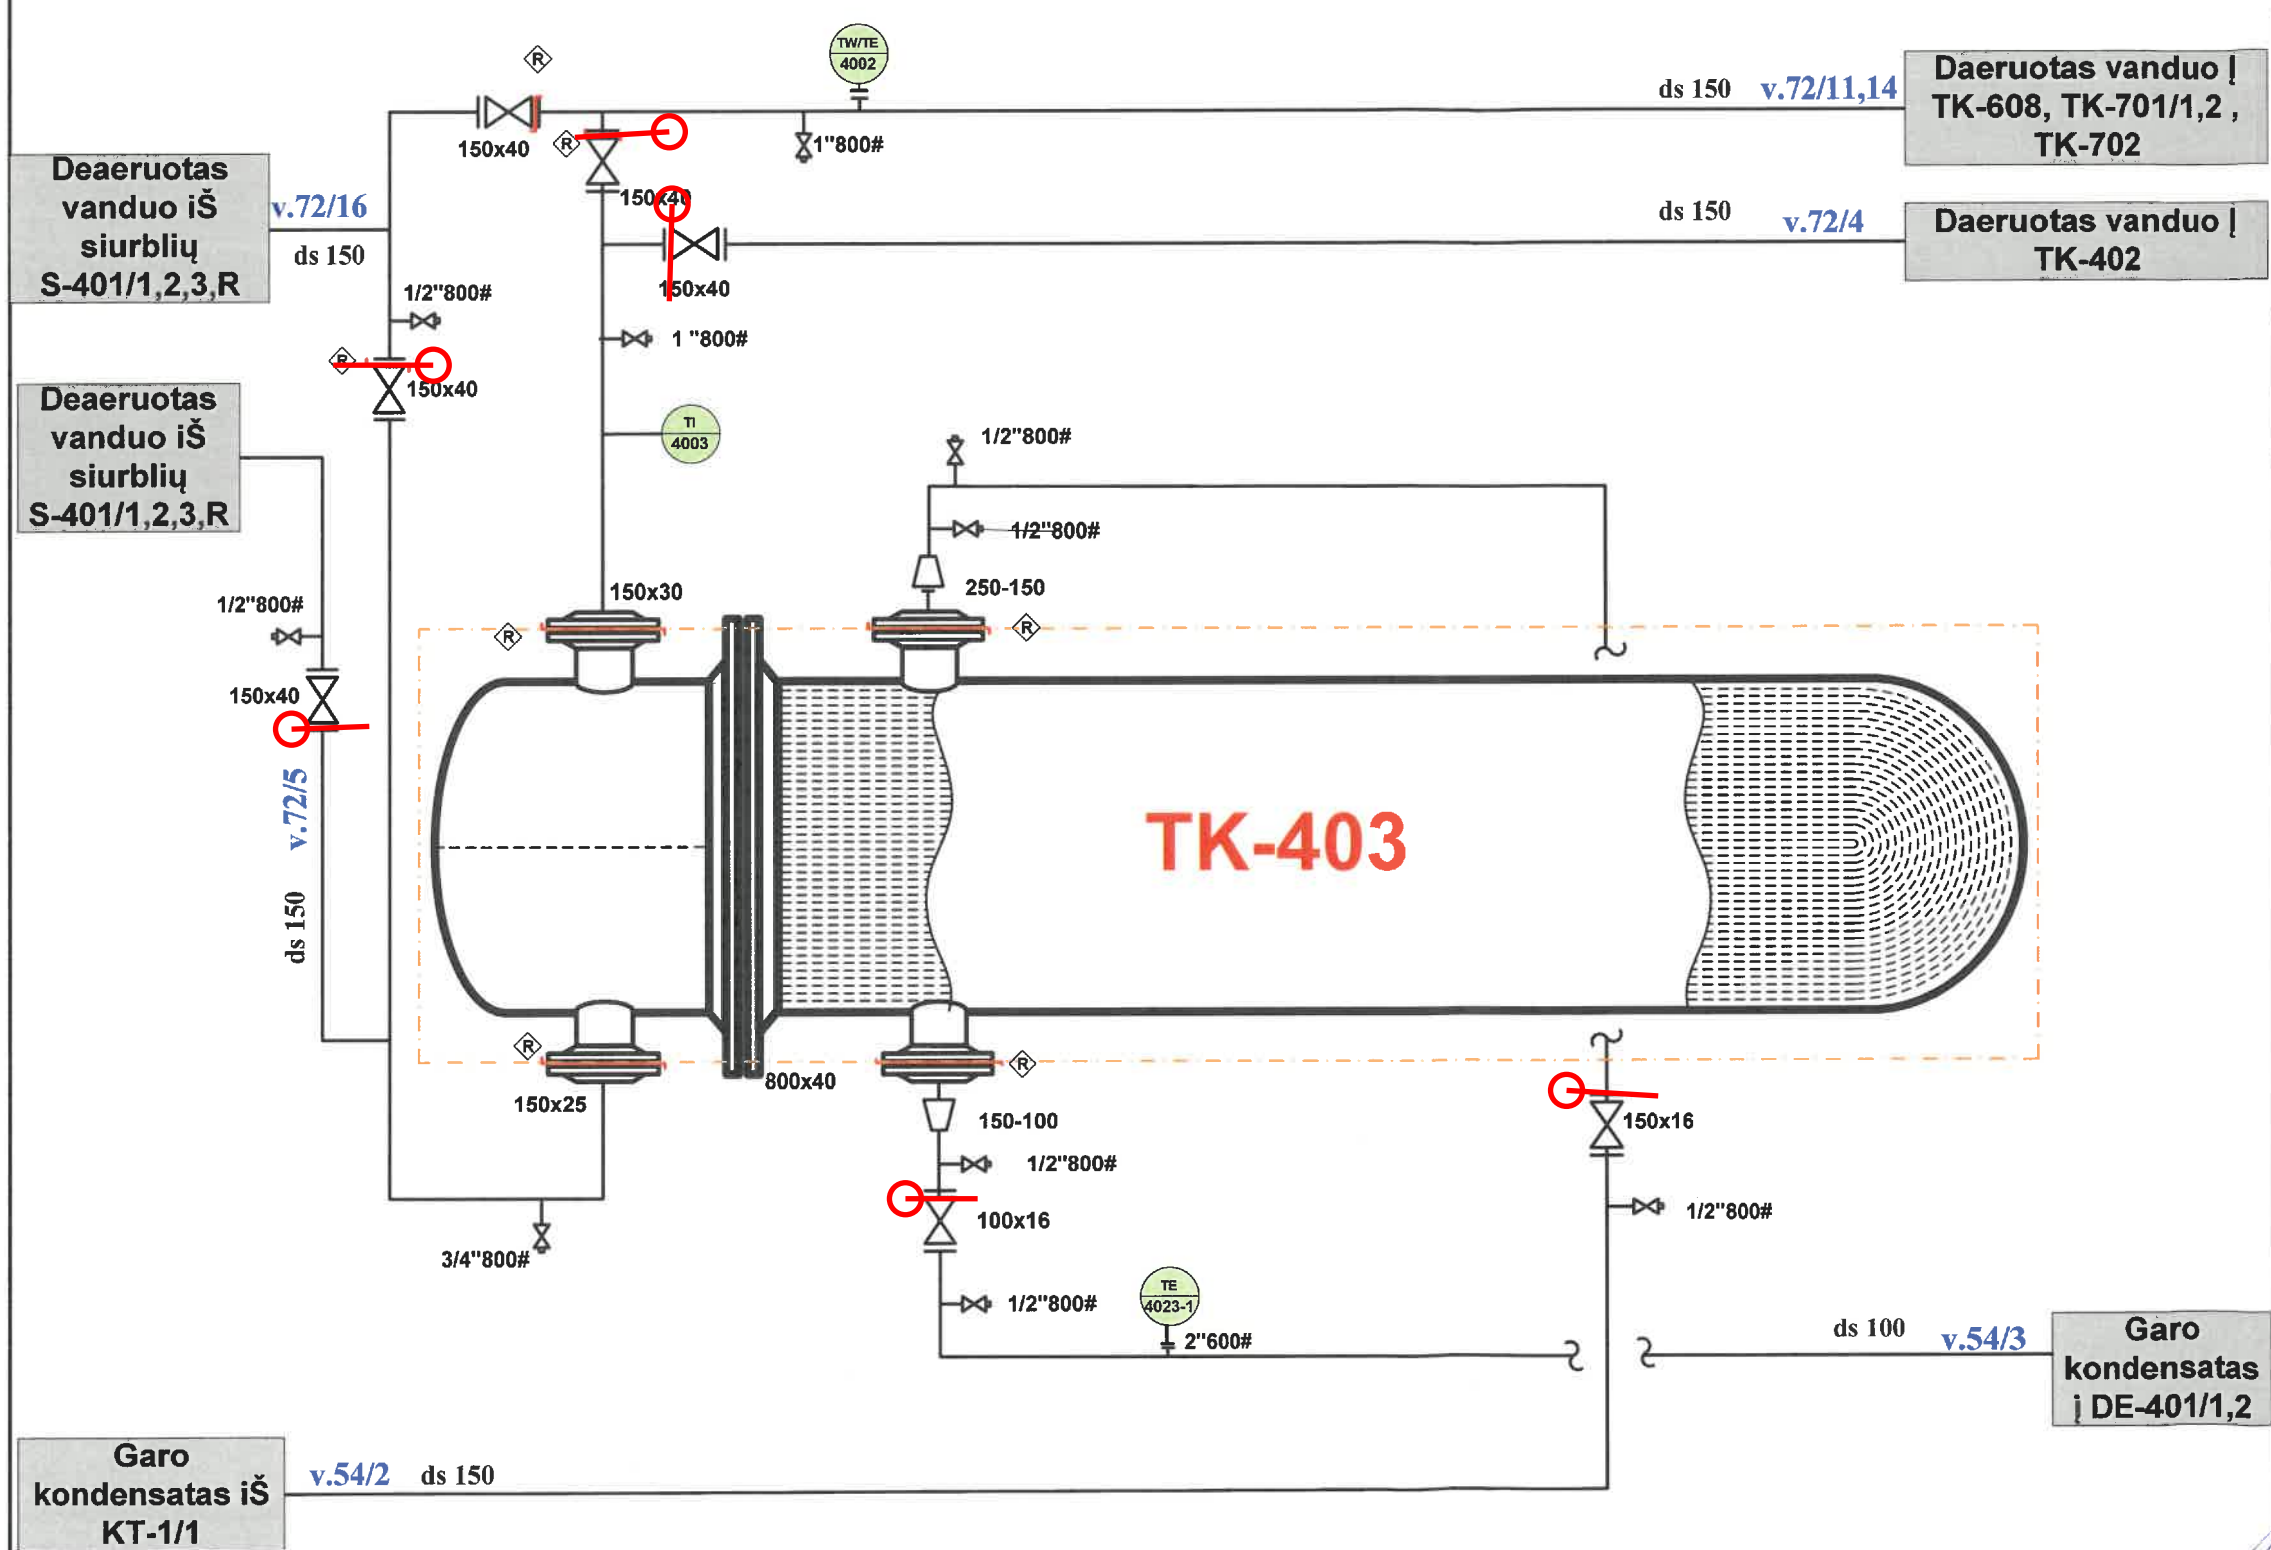 R
TW/TE
4002
ds 150 v.72/11,14
Daeruotas vanduo Į
TK-608, TK-701/1,2 ,
TK-702
150x40
R
1"800#
Deaeruotas
vanduo iŠ
siurblių
S-401/1,2,3,R
v.72/16
ds 150
150x40
ds 150 v.72/4
Daeruotas vanduo Į
TK-402
150x40
1/2"800#
1 "800#
R
150x40
Deaeruotas
vanduo iŠ
siurblių
S-401/1,2,3,R
TI
4003
1/2"800#
1/2"800#
250-150
150x30
1/2"800#
R
R
150x40
v.72/5
ds 150
TK-403
R
R
800x40
150x25
150-100
150x16
1/2"800#
100x16
1/2"800#
3/4"800#
1/2"800#
TE
4023-1
2"600#
ds 100 v.54/3
Garo
kondensatas
į DE-401/1,2
Garo
kondensatas iŠ
KT-1/1
v.54/2 ds 150